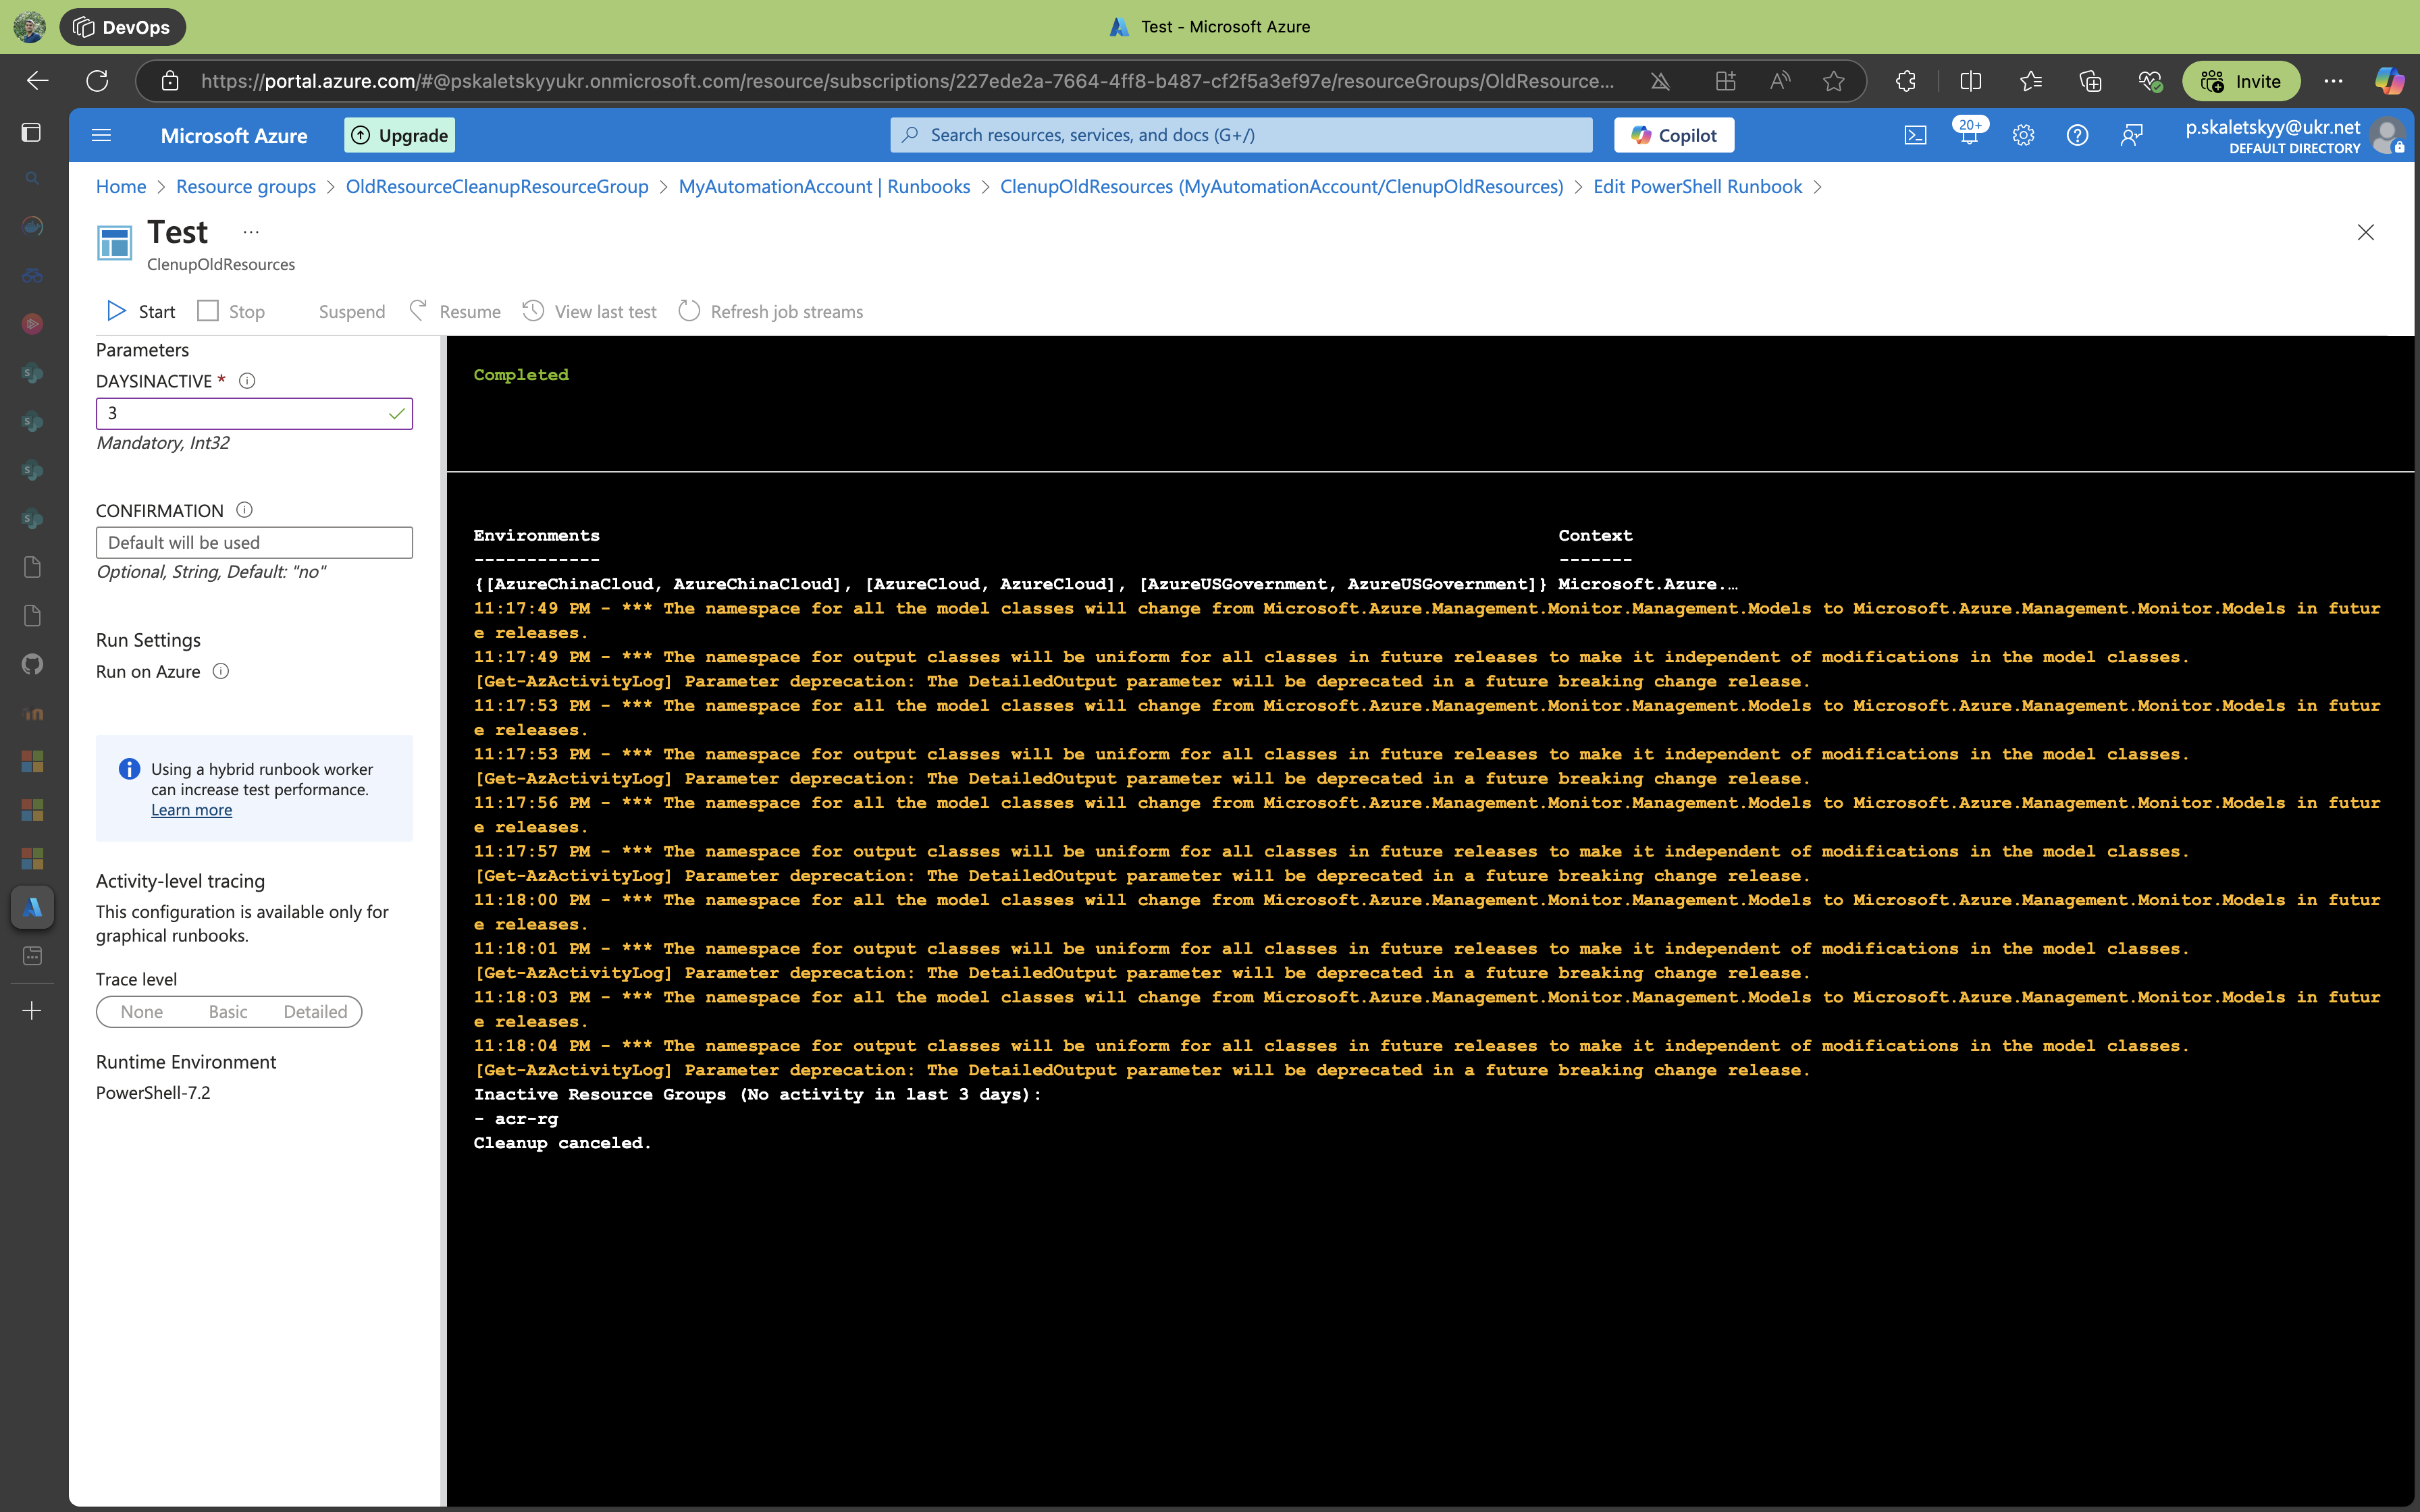 DevOps
Test - Microsoft Azure
https://portal.azure.com/#@pskaletskyyukr.onmicrosoft.com/resource/subscriptions/227ede2a-7664-4ff8-b487-cf2f5a3ef97e/resourceGroups/OldResource...
Invite
Microsoft Azure
Upgrade
Search resources, services, and docs (G+/)
Copilot
20+
p.skaletskyy@ukr.net
DEFAULT DIRECTORY
Home > Resource groups > OldResourceCleanupResourceGroup > MyAutomationAccount | Runbooks > ClenupOldResources (MyAutomationAccount/ClenupOldResources) > Edit PowerShell Runbook >
Test ...
ClenupOldResources
Start Stop Suspend Resume View last test Refresh job streams
Parameters
DAYSINACTIVE *
3
Mandatory, Int32
CONFIRMATION
Default will be used
Optional, String, Default: "no"
Run Settings
Run on Azure
Using a hybrid runbook worker
can increase test performance.
Learn more
Activity-level tracing
This configuration is available only for
graphical runbooks.
Trace level
None Basic Detailed
Runtime Environment
PowerShell-7.2
Completed
Environments Context
------------ -------
{[AzureChinaCloud, AzureChinaCloud], [AzureCloud, AzureCloud], [AzureUSGovernment, AzureUSGovernment]} Microsoft.Azure.…
11:17:49 PM - *** The namespace for all the model classes will change from Microsoft.Azure.Management.Monitor.Management.Models to Microsoft.Azure.Management.Monitor.Models in futur
e releases.
11:17:49 PM - *** The namespace for output classes will be uniform for all classes in future releases to make it independent of modifications in the model classes.
[Get-AzActivityLog] Parameter deprecation: The DetailedOutput parameter will be deprecated in a future breaking change release.
11:17:53 PM - *** The namespace for all the model classes will change from Microsoft.Azure.Management.Monitor.Management.Models to Microsoft.Azure.Management.Monitor.Models in futur
e releases.
11:17:53 PM - *** The namespace for output classes will be uniform for all classes in future releases to make it independent of modifications in the model classes.
[Get-AzActivityLog] Parameter deprecation: The DetailedOutput parameter will be deprecated in a future breaking change release.
11:17:56 PM - *** The namespace for all the model classes will change from Microsoft.Azure.Management.Monitor.Management.Models to Microsoft.Azure.Management.Monitor.Models in futur
e releases.
11:17:57 PM - *** The namespace for output classes will be uniform for all classes in future releases to make it independent of modifications in the model classes.
[Get-AzActivityLog] Parameter deprecation: The DetailedOutput parameter will be deprecated in a future breaking change release.
11:18:00 PM - *** The namespace for all the model classes will change from Microsoft.Azure.Management.Monitor.Management.Models to Microsoft.Azure.Management.Monitor.Models in futur
e releases.
11:18:01 PM - *** The namespace for output classes will be uniform for all classes in future releases to make it independent of modifications in the model classes.
[Get-AzActivityLog] Parameter deprecation: The DetailedOutput parameter will be deprecated in a future breaking change release.
11:18:03 PM - *** The namespace for all the model classes will change from Microsoft.Azure.Management.Monitor.Management.Models to Microsoft.Azure.Management.Monitor.Models in futur
e releases.
11:18:04 PM - *** The namespace for output classes will be uniform for all classes in future releases to make it independent of modifications in the model classes.
[Get-AzActivityLog] Parameter deprecation: The DetailedOutput parameter will be deprecated in a future breaking change release.
Inactive Resource Groups (No activity in last 3 days):
- acr-rg
Cleanup canceled.